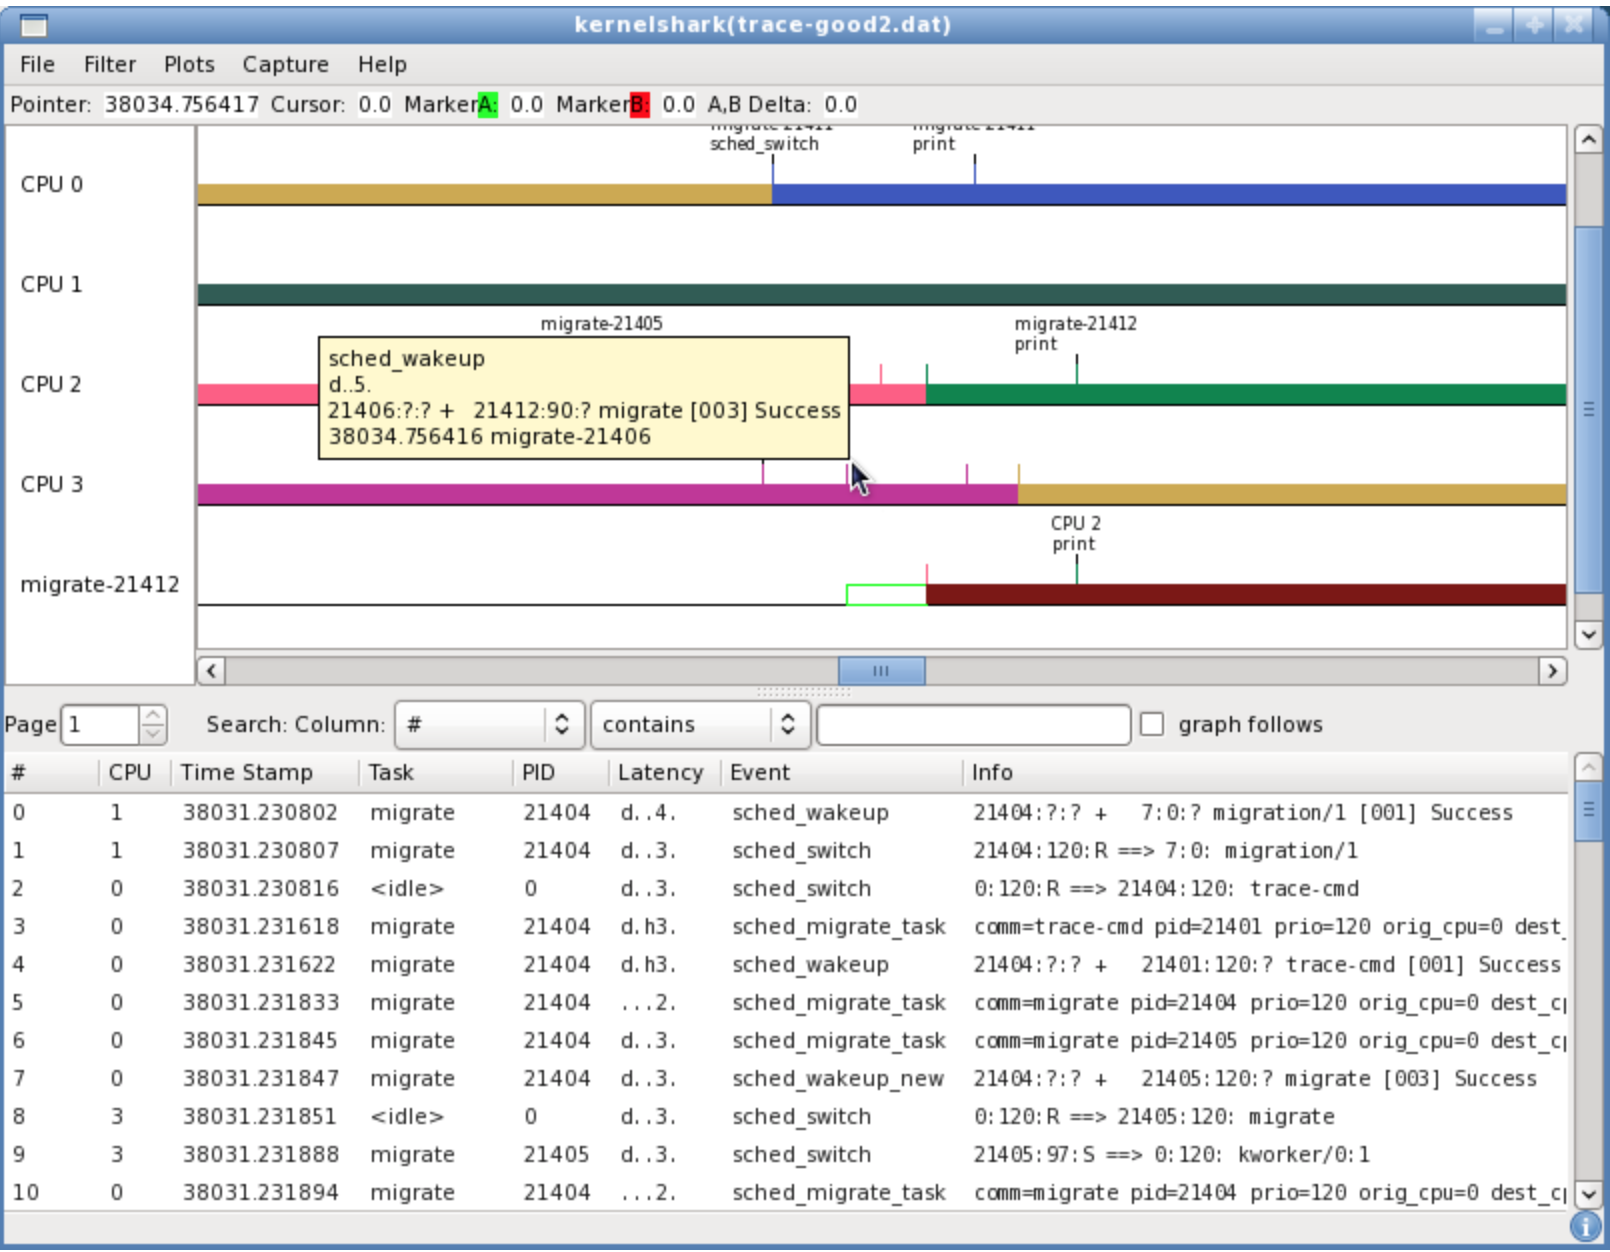 kernelshark(trace-good2.dat)
File Filter Plots Capture Help
Pointer: 38034.756417 Cursor: 0.0 MarkerA: 0.0 MarkerB: 0.0 A,B Delta: 0.0
migrate-21411 migrate-21411
sched_switch print
CPU 0
CPU 1
migrate-21405 migrate-21412
print
CPU 2
sched_wakeup
d..5.
21406:?:? + 21412:90:? migrate [003] Success
38034.756416 migrate-21406
CPU 3
CPU 2
print
migrate-21412
Page 1 Search: Column: # contains graph follows
# CPU Time Stamp Task PID Latency Event Info
0 1 38031.230802 migrate 21404 d..4. sched_wakeup 21404:?:? + 7:0:? migration/1 [001] Success
1 1 38031.230807 migrate 21404 d..3. sched_switch 21404:120:R ==> 7:0: migration/1
2 0 38031.230816 <idle> 0 d..3. sched_switch 0:120:R ==> 21404:120: trace-cmd
3 0 38031.231618 migrate 21404 d.h3. sched_migrate_task comm=trace-cmd pid=21401 prio=120 orig_cpu=0 dest_
4 0 38031.231622 migrate 21404 d.h3. sched_wakeup 21404:?:? + 21401:120:? trace-cmd [001] Success
5 0 38031.231833 migrate 21404 ...2. sched_migrate_task comm=migrate pid=21404 prio=120 orig_cpu=0 dest_c
6 0 38031.231845 migrate 21404 d..3. sched_migrate_task comm=migrate pid=21405 prio=120 orig_cpu=0 dest_c
7 0 38031.231847 migrate 21404 d..3. sched_wakeup_new 21404:?:? + 21405:120:? migrate [003] Success
8 3 38031.231851 <idle> 0 d..3. sched_switch 0:120:R ==> 21405:120: migrate
9 3 38031.231888 migrate 21405 d..3. sched_switch 21405:97:S ==> 0:120: kworker/0:1
10 0 38031.231894 migrate 21404 ...2. sched_migrate_task comm=migrate pid=21404 prio=120 orig_cpu=0 dest_c